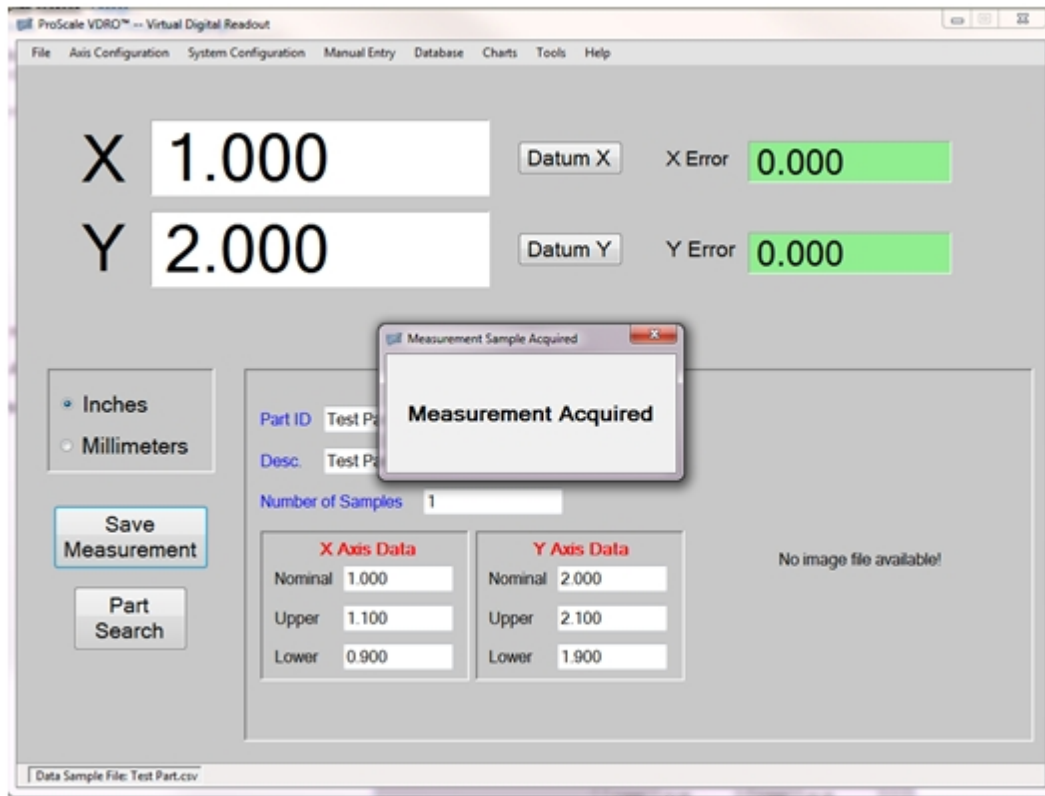 ProScale VDRO™ -- Virtual Digital Readout
File Axis Configuration System Configuration Manual Entry Database Charts Tools Help
X 1.000 Datum X X Error 0.000
Y 2.000 Datum Y Y Error 0.000
Measurement Sample Acquired
Measurement Acquired
Inches
Millimeters
Save
Measurement
Part
Search
Part ID Test
Desc. Test
Number of Samples 1
X Axis Data
Nominal 1.000
Upper 1.100
Lower 0.900
Y Axis Data
Nominal 2.000
Upper 2.100
Lower 1.900
No image file available!
Data Sample File: Test Part.csv